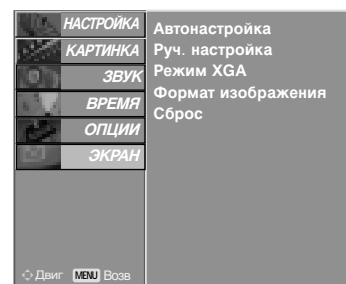 НАСТРОЙКА
КАРТИНКА
ЗВУК
ВРЕМЯ
ОПЦИИ
ЭКРАН
Автонастройка
Руч. настройка
Режим XGA
Формат изображения
Сброс
Двиг MENU Возв